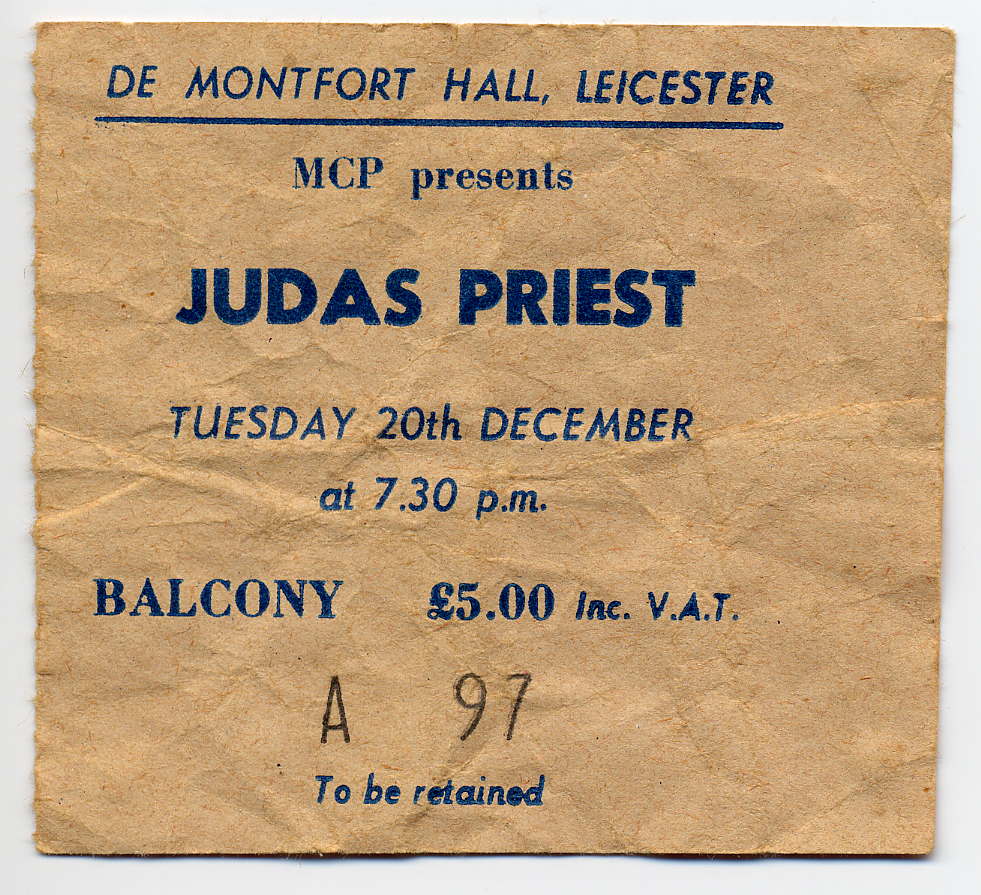 DE MONTFORT HALL, LEICESTER
MCP presents
JUDAS PRIEST
TUESDAY 20th DECEMBER
at 7.30 p.m.
BALCONY £5.00 Inc. V.A.T.
A 97
To be retained